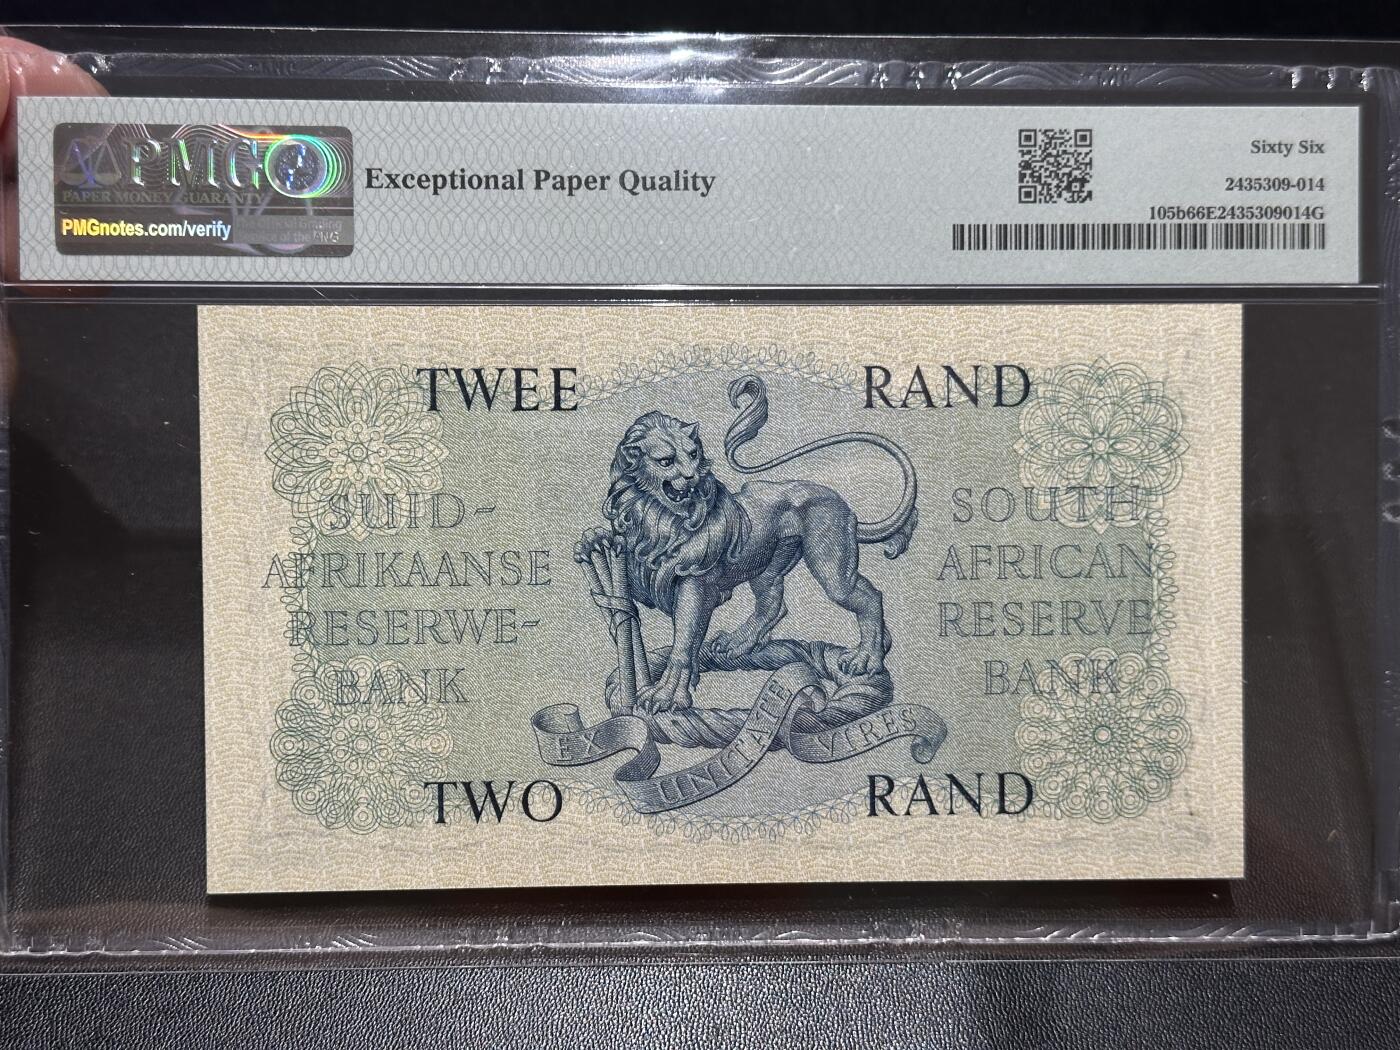 PMG
PAPER MONEY GUARANTY
PMGnotes.com/verify
Exceptional Paper Quality
Sixty Six
2435309-014
105b66E2435309014G
TWEE RAND
SUID-
AFRIKAANSE
RESERWE-
BANK
SOUTH
AFRICAN
RESERVE
BANK
EX UNITATE VIRES
TWO RAND